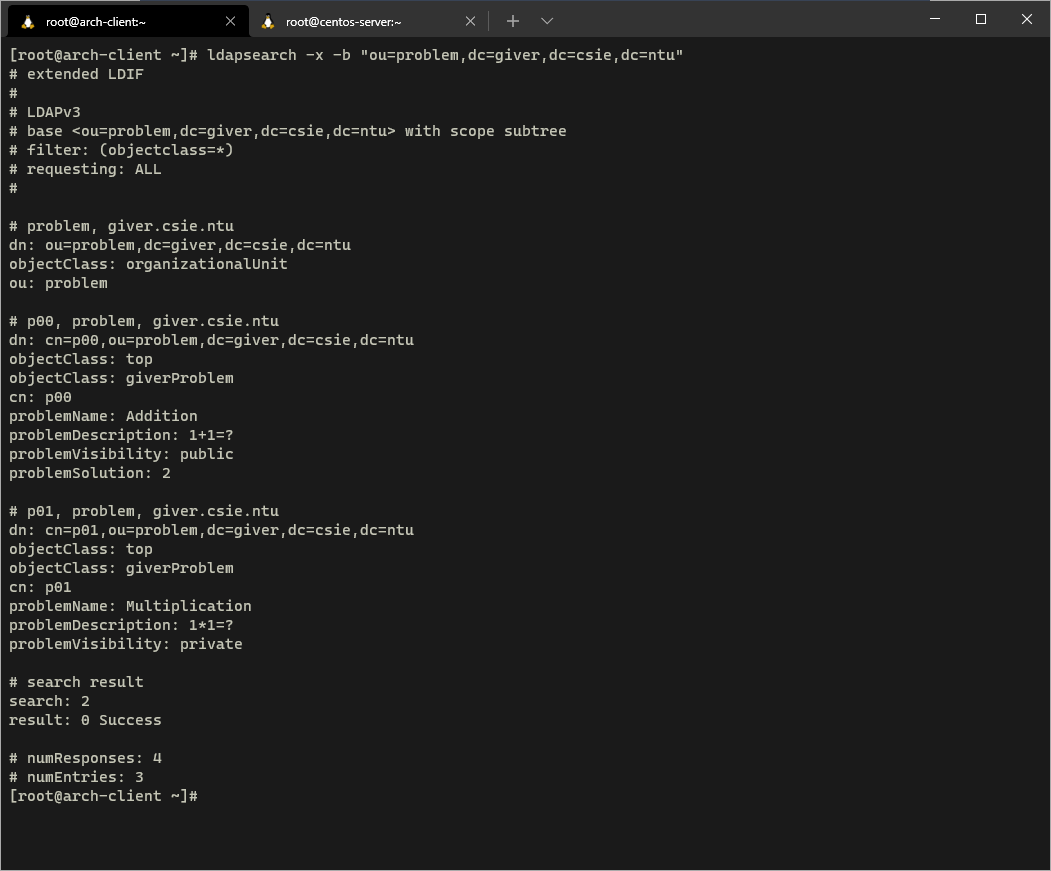 root@arch-client:~
root@centos-server:~
[root@arch-client ~]# ldapsearch -x -b "ou=problem,dc=giver,dc=csie,dc=ntu"
# extended LDIF
#
# LDAPv3
# base <ou=problem,dc=giver,dc=csie,dc=ntu> with scope subtree
# filter: (objectclass=*)
# requesting: ALL
#
# problem, giver.csie.ntu
dn: ou=problem,dc=giver,dc=csie,dc=ntu
objectClass: organizationalUnit
ou: problem
# p00, problem, giver.csie.ntu
dn: cn=p00,ou=problem,dc=giver,dc=csie,dc=ntu
objectClass: top
objectClass: giverProblem
cn: p00
problemName: Addition
problemDescription: 1+1=?
problemVisibility: public
problemSolution: 2
# p01, problem, giver.csie.ntu
dn: cn=p01,ou=problem,dc=giver,dc=csie,dc=ntu
objectClass: top
objectClass: giverProblem
cn: p01
problemName: Multiplication
problemDescription: 1*1=?
problemVisibility: private
# search result
search: 2
result: 0 Success
# numResponses: 4
# numEntries: 3
[root@arch-client ~]#